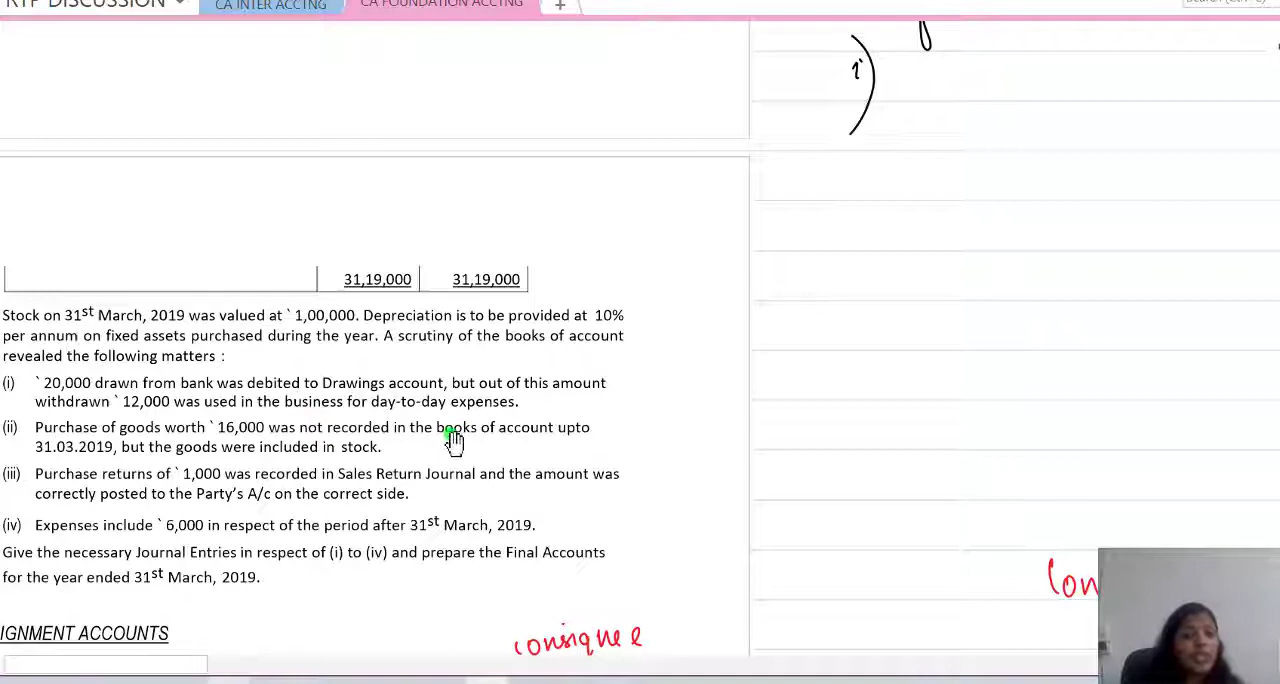 RTP DISCUSSION
CA INTER ACCTNG
CA FOUNDATION ACCTNG
+
Search (Ctrl+E)
i)
31,19,000 31,19,000
Stock on 31st March, 2019 was valued at ` 1,00,000. Depreciation is to be provided at 10%
per annum on fixed assets purchased during the year. A scrutiny of the books of account
revealed the following matters :
(i) ` 20,000 drawn from bank was debited to Drawings account, but out of this amount
withdrawn ` 12,000 was used in the business for day-to-day expenses.
(ii) Purchase of goods worth ` 16,000 was not recorded in the books of account upto
31.03.2019, but the goods were included in stock.
(iii) Purchase returns of ` 1,000 was recorded in Sales Return Journal and the amount was
correctly posted to the Party's A/c on the correct side.
(iv) Expenses include ` 6,000 in respect of the period after 31st March, 2019.
Give the necessary Journal Entries in respect of (i) to (iv) and prepare the Final Accounts
for the year ended 31st March, 2019.
Con
IGNMENT ACCOUNTS
consignee